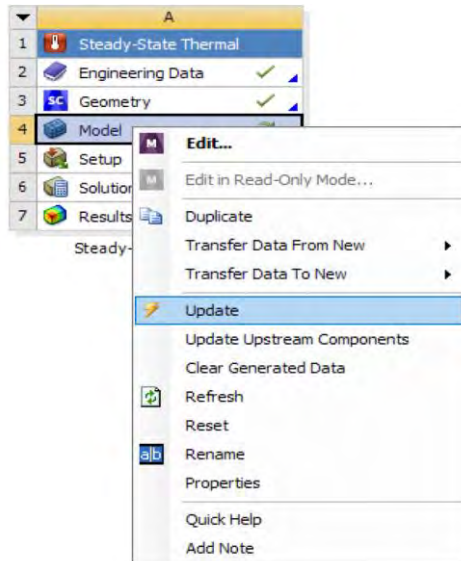 A
1 Steady-State Thermal
2 Engineering Data
3 SC Geometry
4 Model
5 Setup
6 Solution
7 Results
Steady-
M Edit...
M Edit in Read-Only Mode...
Duplicate
Transfer Data From New
Transfer Data To New
Update
Update Upstream Components
Clear Generated Data
Refresh
Reset
a|b Rename
Properties
Quick Help
Add Note